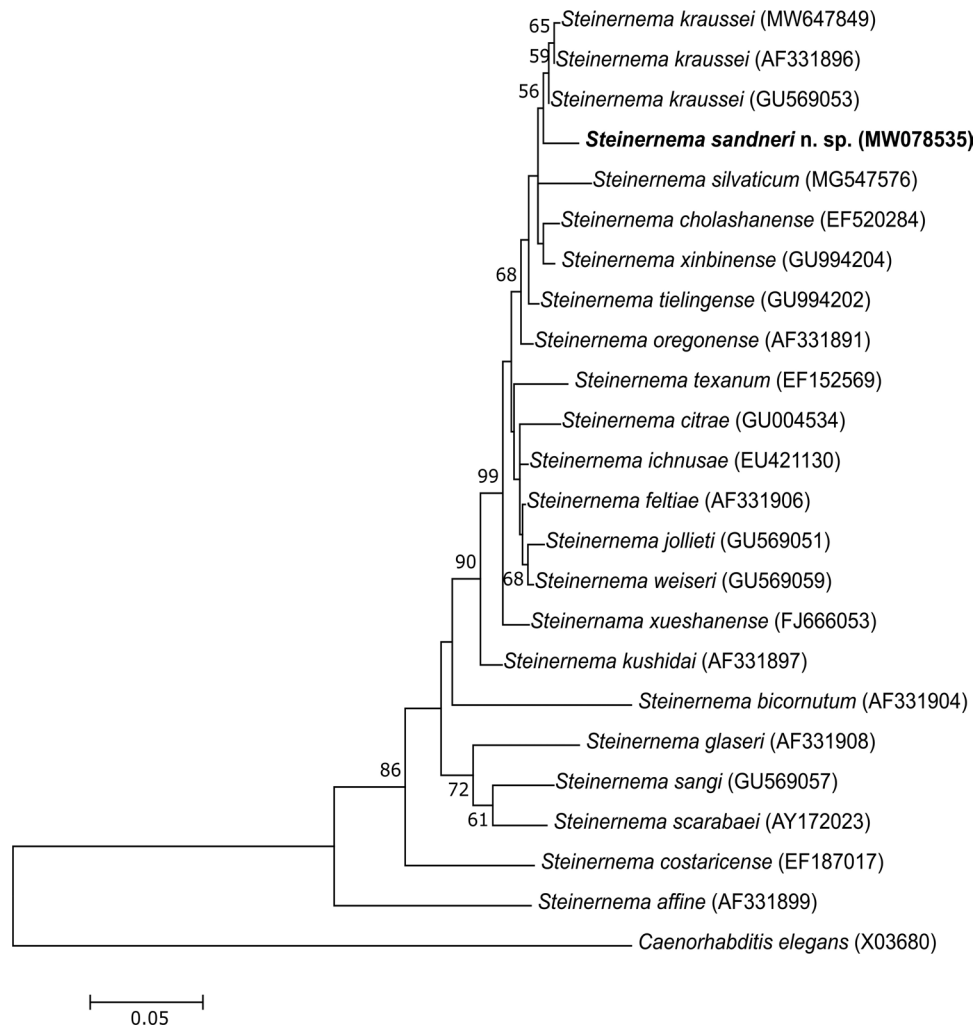 65
Steinernema kraussei (MW647849)
59
Steinernema kraussei (AF331896)
56
Steinernema kraussei (GU569053)
Steinernema sandneri n. sp. (MW078535)
Steinernema silvaticum (MG547576)
Steinernema cholashanense (EF520284)
Steinernema xinbinense (GU994204)
68
Steinernema tielingense (GU994202)
Steinernema oregonense (AF331891)
Steinernema texanum (EF152569)
Steinernema citrae (GU004534)
Steinernema ichnusae (EU421130)
99
Steinernema feltiae (AF331906)
Steinernema jollieti (GU569051)
90
68
Steinernema weiseri (GU569059)
Steinernama xueshanense (FJ666053)
Steinernema kushidai (AF331897)
Steinernema bicornutum (AF331904)
Steinernema glaseri (AF331908)
86
Steinernema sangi (GU569057)
72
61
Steinernema scarabaei (AY172023)
Steinernema costaricense (EF187017)
Steinernema affine (AF331899)
Caenorhabditis elegans (X03680)
0.05